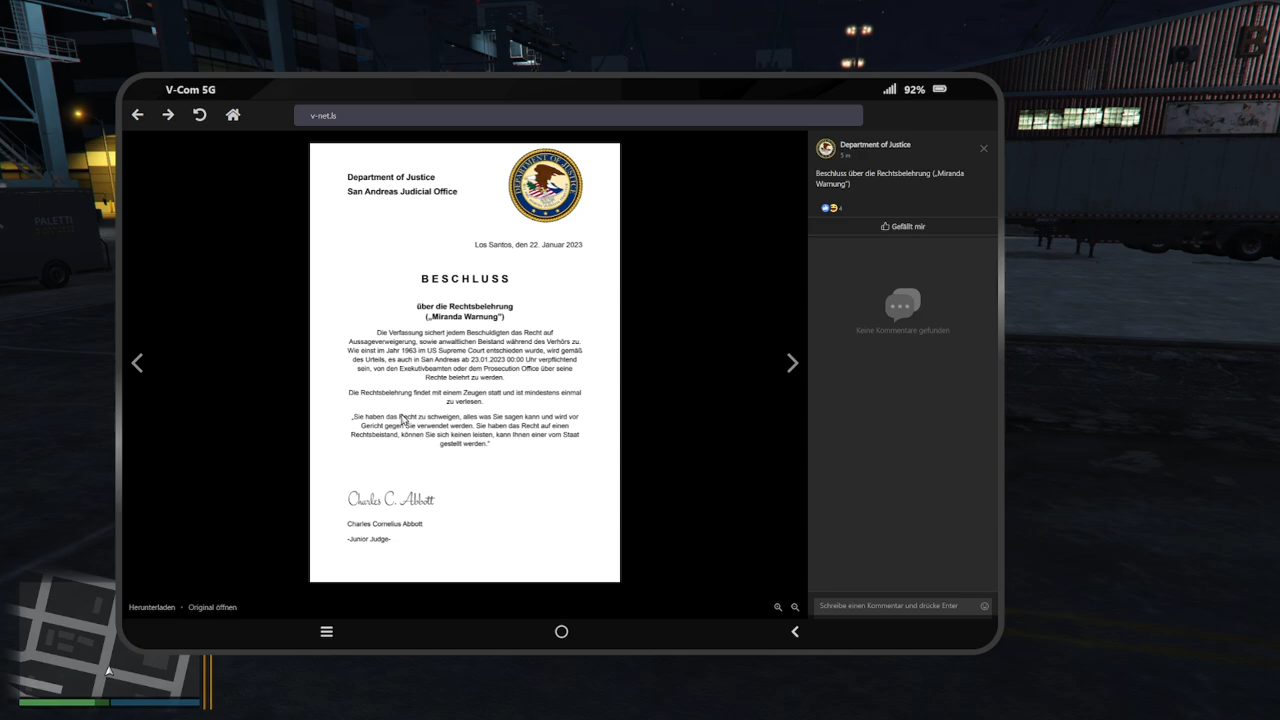 V-Com 5G
92%
v-net.ls
Department of Justice
San Andreas Judicial Office
DEPARTMENT OF JUSTICE
Los Santos, den 22. Januar 2023
BESCHLUSS
über die Rechtsbelehrung
(„Miranda Warnung")
Die Verfassung sichert jedem Beschuldigten das Recht auf
Aussageverweigerung, sowie anwaltlichen Beistand während des Verhörs zu.
Wie einst im Jahr 1963 im US Supreme Court entschieden wurde, wird gemäß
des Urteils, es auch in San Andreas ab 23.01.2023 00:00 Uhr verpflichtend
sein, von den Exekutivbeamten oder dem Prosecution Office über seine
Rechte belehrt zu werden.
Die Rechtsbelehrung findet mit einem Zeugen statt und ist mindestens einmal
zu verlesen.
„Sie haben das Recht zu schweigen, alles was Sie sagen kann und wird vor
Gericht gegen Sie verwendet werden. Sie haben das Recht auf einen
Rechtsbeistand, können Sie sich keinen leisten, kann Ihnen einer vom Staat
gestellt werden."
Charles C. Abbott
Charles Cornelius Abbott
-Junior Judge-
Herunterladen • Original öffnen
Department of Justice
5 m
Beschluss über die Rechtsbelehrung („Miranda
Warnung")
4
Gefällt mir
Keine Kommentare gefunden
Schreibe einen Kommentar und drücke Enter
PALETTI
B